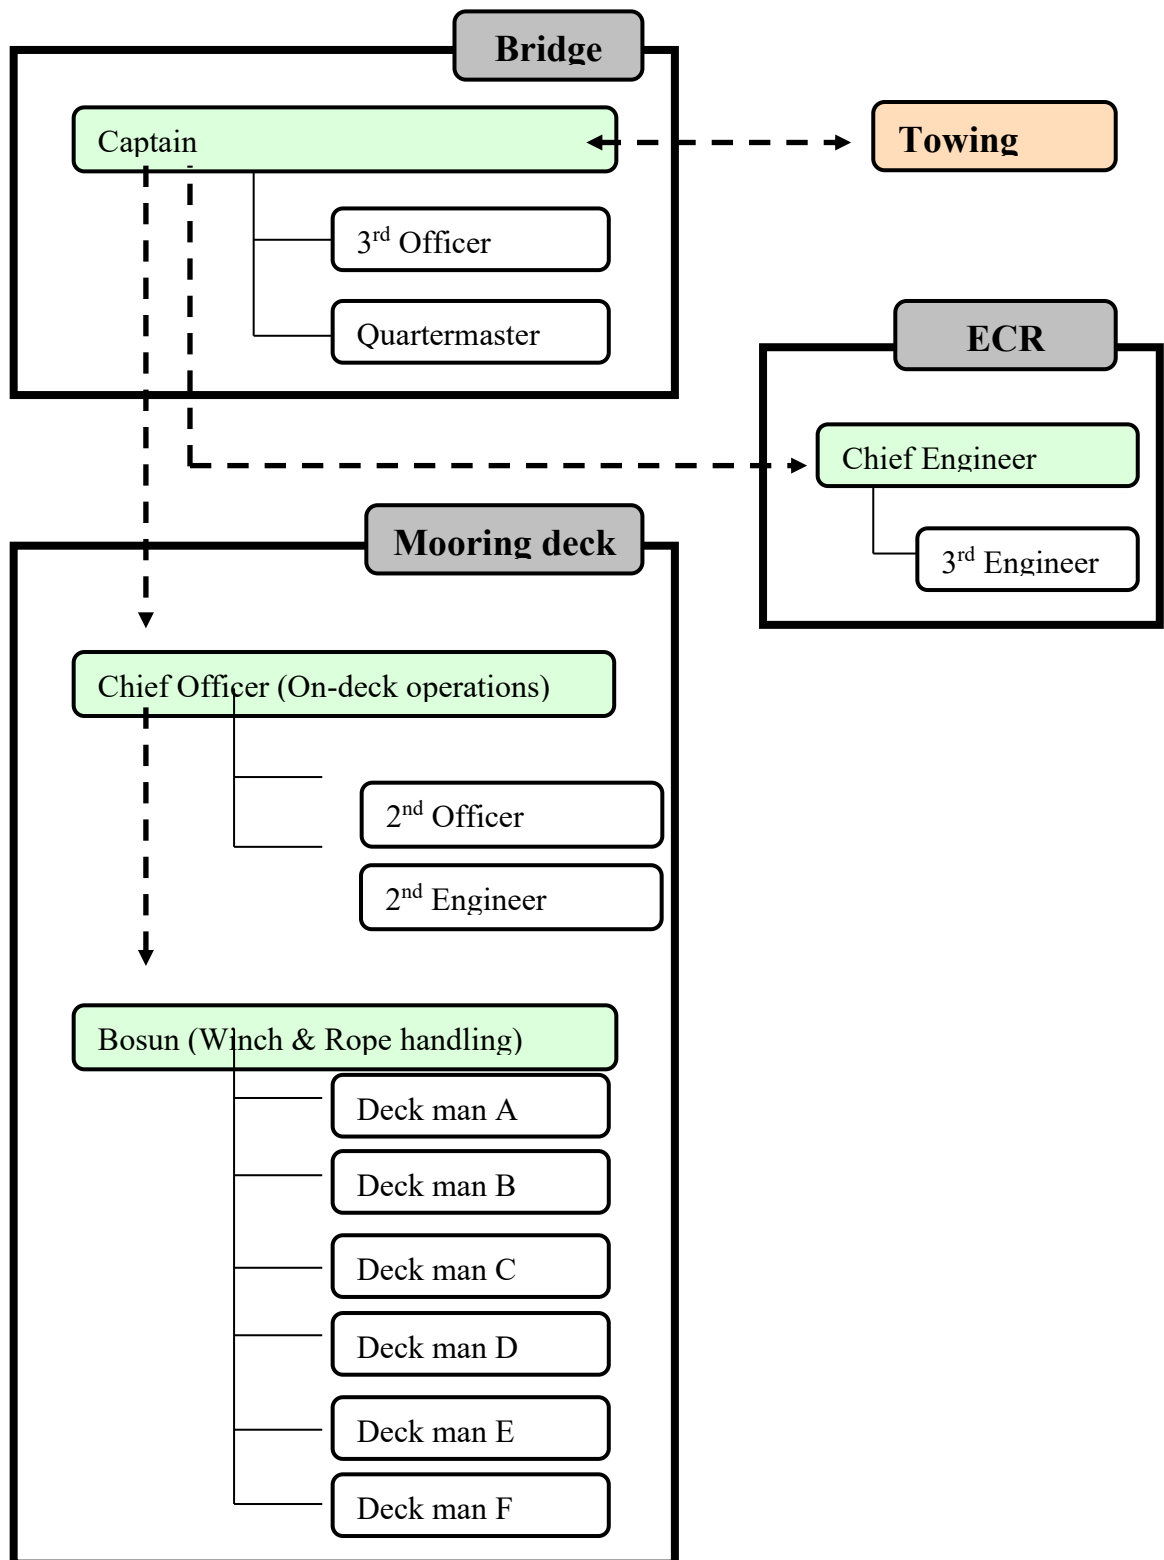 Bridge
Captain
Towing
3rd Officer
Quartermaster
ECR
Chief Engineer
3rd Engineer
Mooring deck
Chief Officer (On-deck operations)
2nd Officer
2nd Engineer
Bosun (Winch & Rope handling)
Deck man A
Deck man B
Deck man C
Deck man D
Deck man E
Deck man F